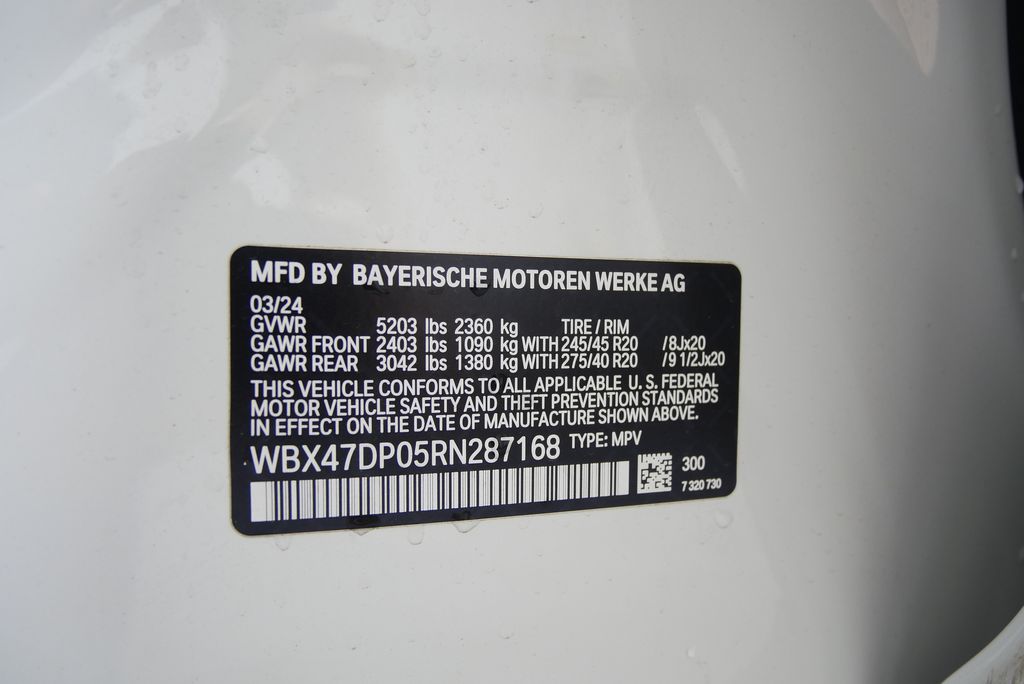 MFD BY BAYERISCHE MOTOREN WERKE AG
03/24
GVWR 5203 lbs 2360 kg TIRE / RIM
GAWR FRONT 2403 lbs 1090 kg WITH 245/45 R20 /8Jx20
GAWR REAR 3042 lbs 1380 kg WITH 275/40 R20 /9 1/2Jx20
THIS VEHICLE CONFORMS TO ALL APPLICABLE U. S. FEDERAL
MOTOR VEHICLE SAFETY AND THEFT PREVENTION STANDARDS
IN EFFECT ON THE DATE OF MANUFACTURE SHOWN ABOVE.
WBX47DP05RN287168 TYPE: MPV
300
7 320 730